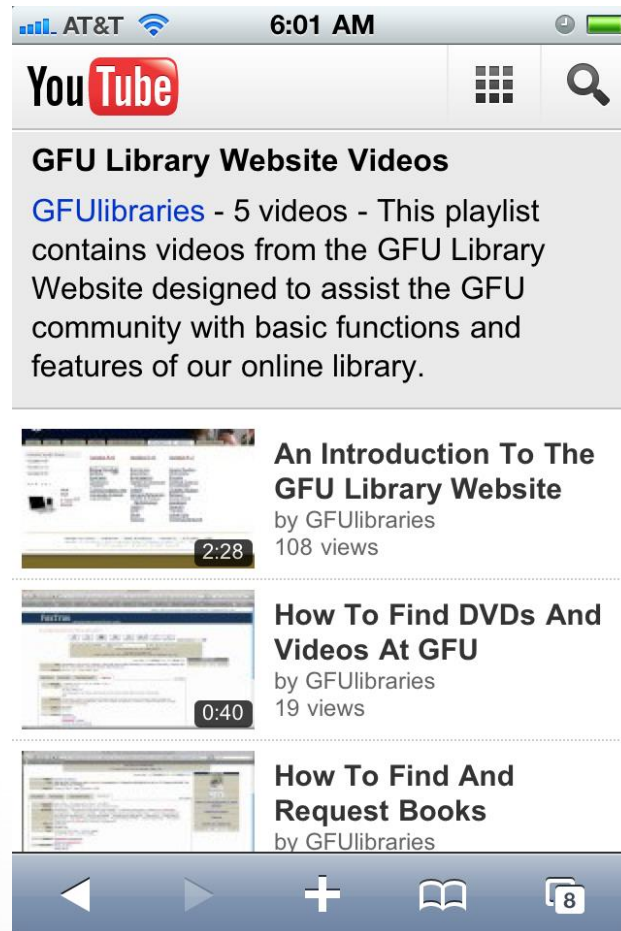 AT&T 6:01 AM
YouTube
GFU Library Website Videos
GFUlibraries - 5 videos - This playlist
contains videos from the GFU Library
Website designed to assist the GFU
community with basic functions and
features of our online library.
An Introduction To The
GFU Library Website
by GFUlibraries
108 views
2:28
How To Find DVDs And
Videos At GFU
by GFUlibraries
19 views
0:40
How To Find And
Request Books
by GFUlibraries
8